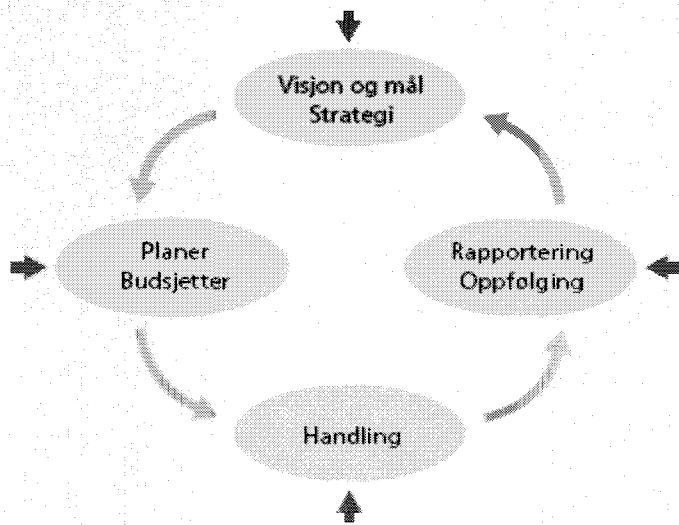 Visjon og mål
Strategi
Planer
Budsjetter
Rapportering
Oppfølging
Handling